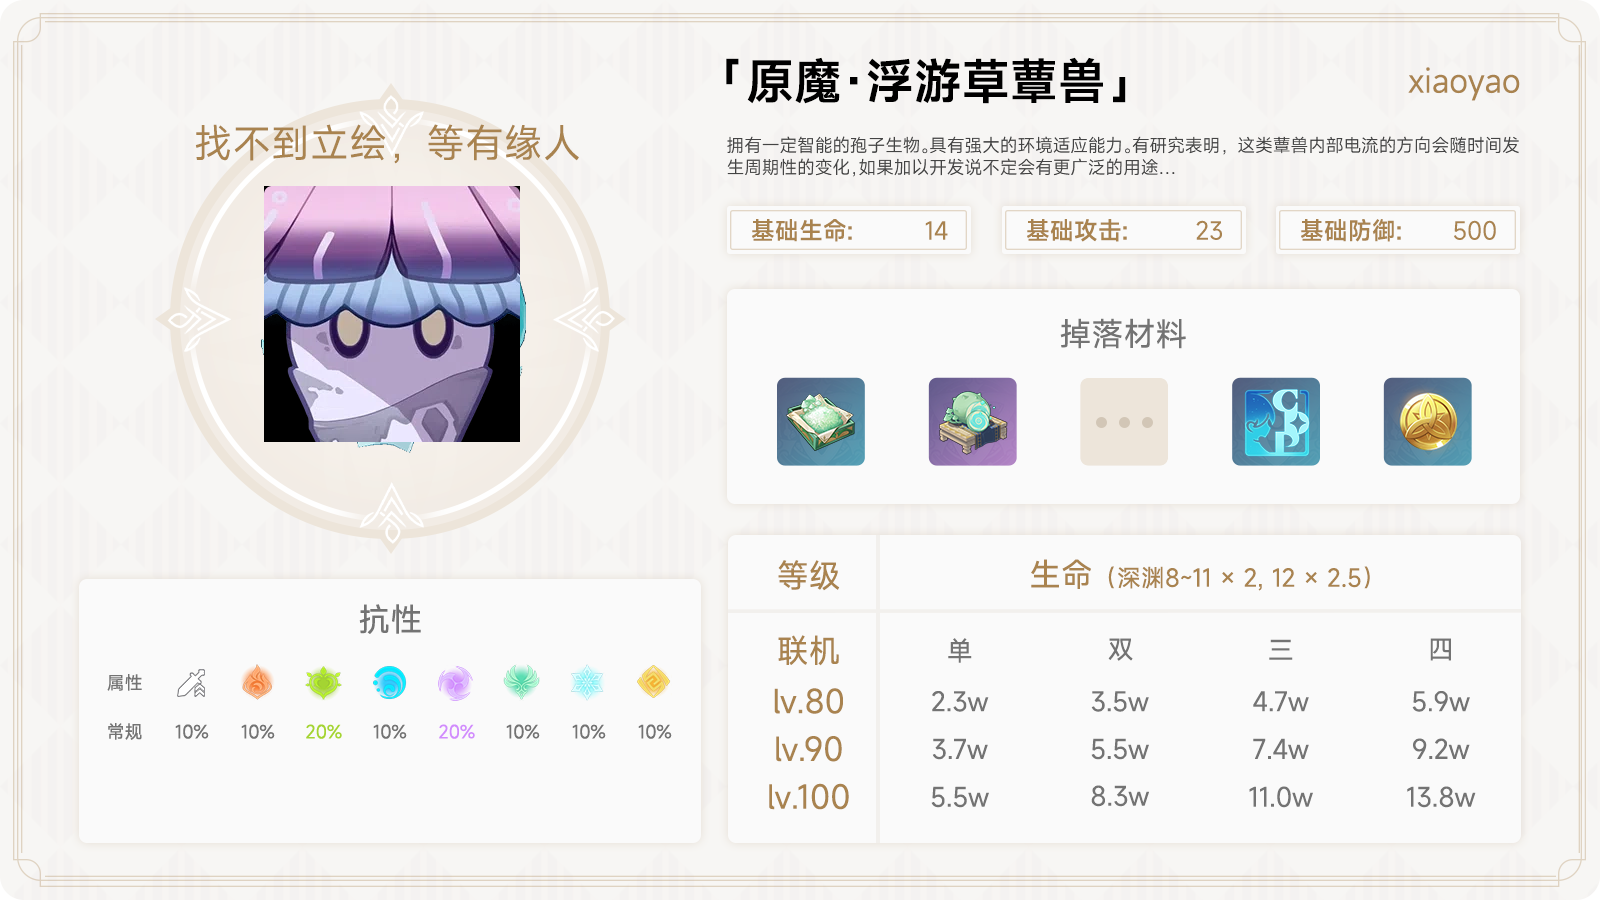 「原魔·浮游草蕈兽」
xiaoyao
找不到立绘，等有缘人
拥有一定智能的孢子生物。具有强大的环境适应能力。有研究表明，这类蕈兽内部电流的方向会随时间发
生周期性的变化,如果加以开发说不定会有更广泛的用途...
基础生命: 14
基础攻击: 23
基础防御: 500
掉落材料
等级 生命（深渊8~11 × 2, 12 × 2.5）
联机 单 双 三 四
lv.80 2.3w 3.5w 4.7w 5.9w
lv.90 3.7w 5.5w 7.4w 9.2w
lv.100 5.5w 8.3w 11.0w 13.8w
抗性
属性
常规 10% 10% 20% 10% 20% 10% 10% 10%